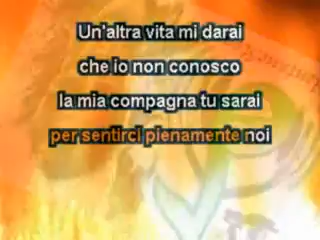 Un'altra vita mi darai
che io non conosco
la mia compagna tu sarai
per sentirci pienamente noi